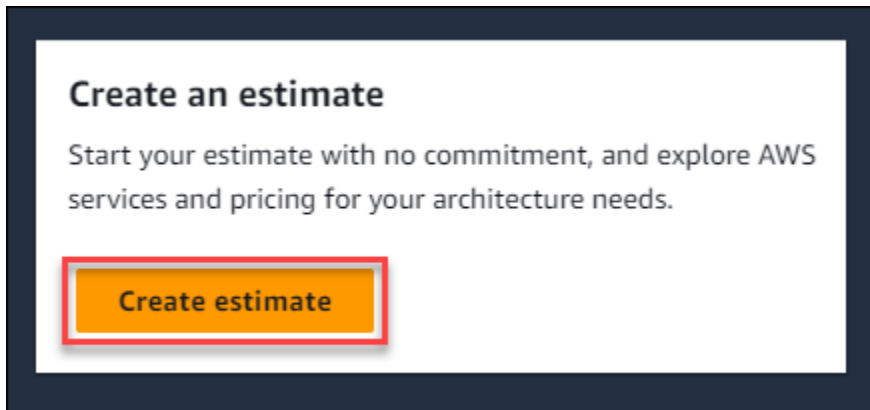 Create an estimate
Start your estimate with no commitment, and explore AWS
services and pricing for your architecture needs.
Create estimate